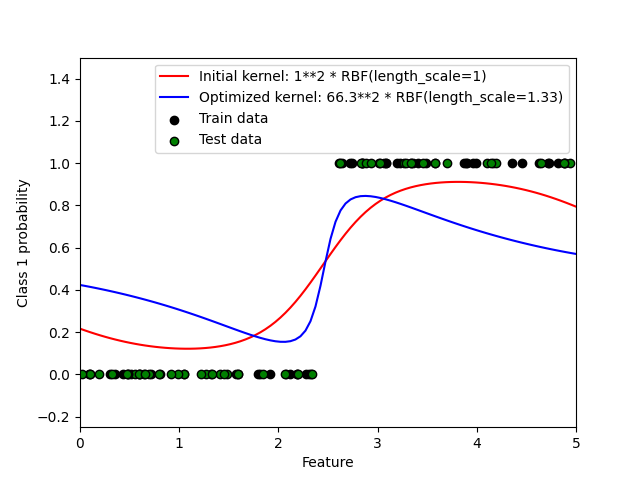 Initial kernel: 1**2 * RBF(length_scale=1)
Optimized kernel: 66.3**2 * RBF(length_scale=1.33)
Train data
Test data
Class 1 probability
1.4
1.2
1.0
0.8
0.6
0.4
0.2
0.0
−0.2
0 1 2 3 4 5
Feature